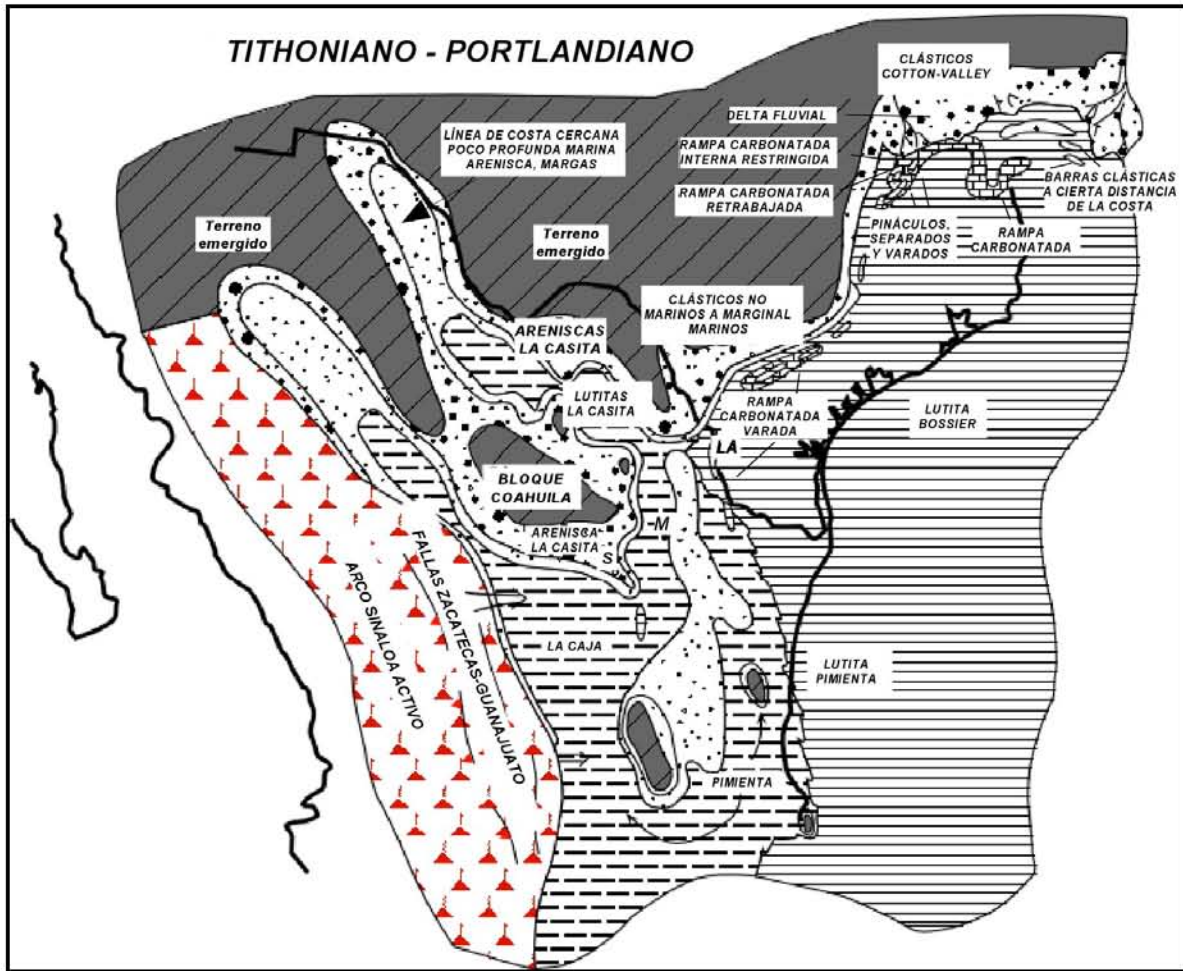 TITHONIANO - PORTLANDIANO
CLÁSTICOS
COTTON-VALLEY
DELTA FLUVIAL
LÍNEA DE COSTA CERCANA
POCO PROFUNDA MARINA
ARENISCA, MARGAS
RAMPA CARBONATADA
INTERNA RESTRINGIDA
RAMPA CARBONATADA
RETRABAJADA
BARRAS CLÁSTICAS
A CIERTA DISTANCIA
DE LA COSTA
PINÁCULOS,
SEPARADOS
Y VARADOS
RAMPA
CARBONATADA
Terreno
emergido
Terreno
emergido
CLÁSTICOS NO
MARINOS A MARGINAL
MARINOS
ARENISCAS
LA CASITA
LUTITAS
LA CASITA
RAMPA
CARBONATADA
VARADA
LUTITA
BOSSIER
LA
BLOQUE
COAHUILA
M
ARENISCA
LA CASITA
S
FALLAS ZACATECAS-GUANAJUATO
ARCO SINALOA ACTIVO
LA CAJA
LUTITA
PIMIENTA
PIMIENTA